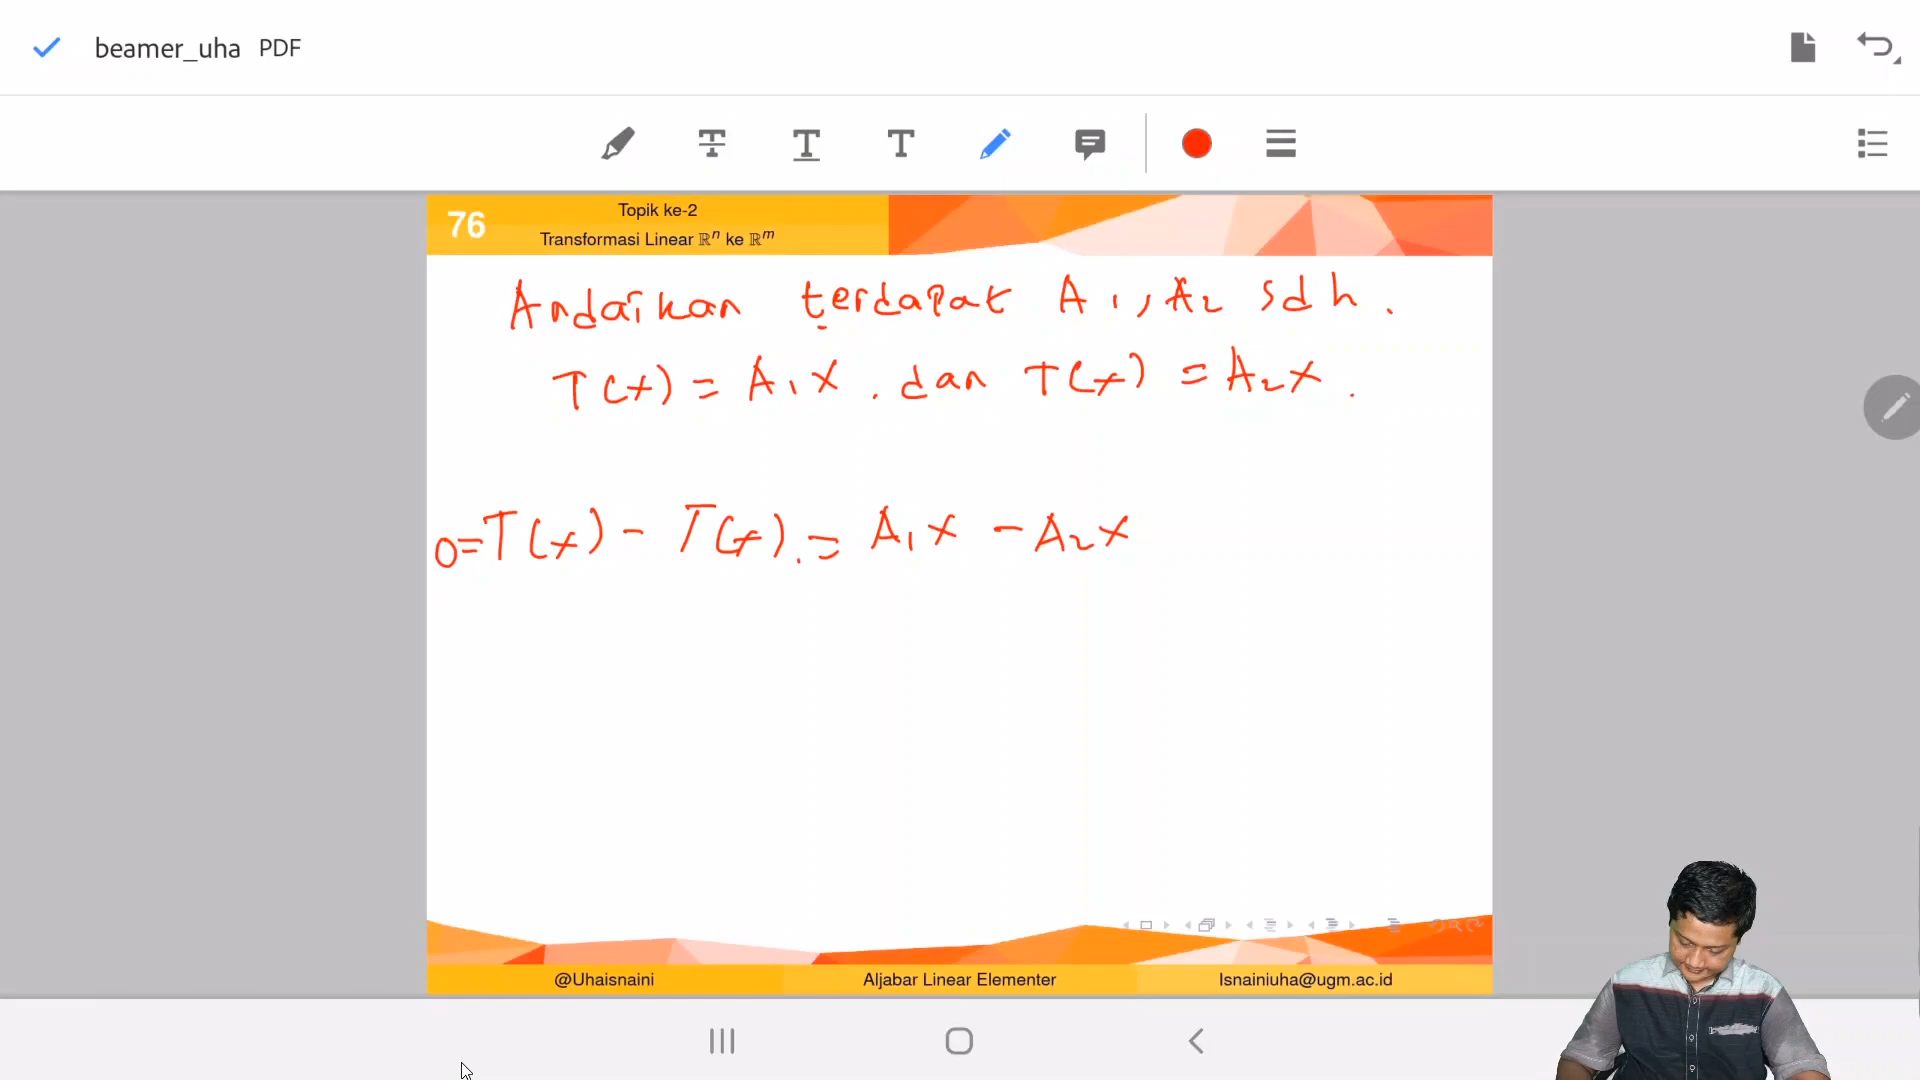 beamer_uha PDF
76
Topik ke-2
Transformasi Linear ℝⁿ ke ℝᵐ
Andaikan terdapat A₁, A₂ sdh.
T(x) = A₁x. dan T(x) = A₂x.
0 = T(x) - T(x). = A₁x - A₂x
@Uhaisnaini Aljabar Linear Elementer Isnainiuha@ugm.ac.id